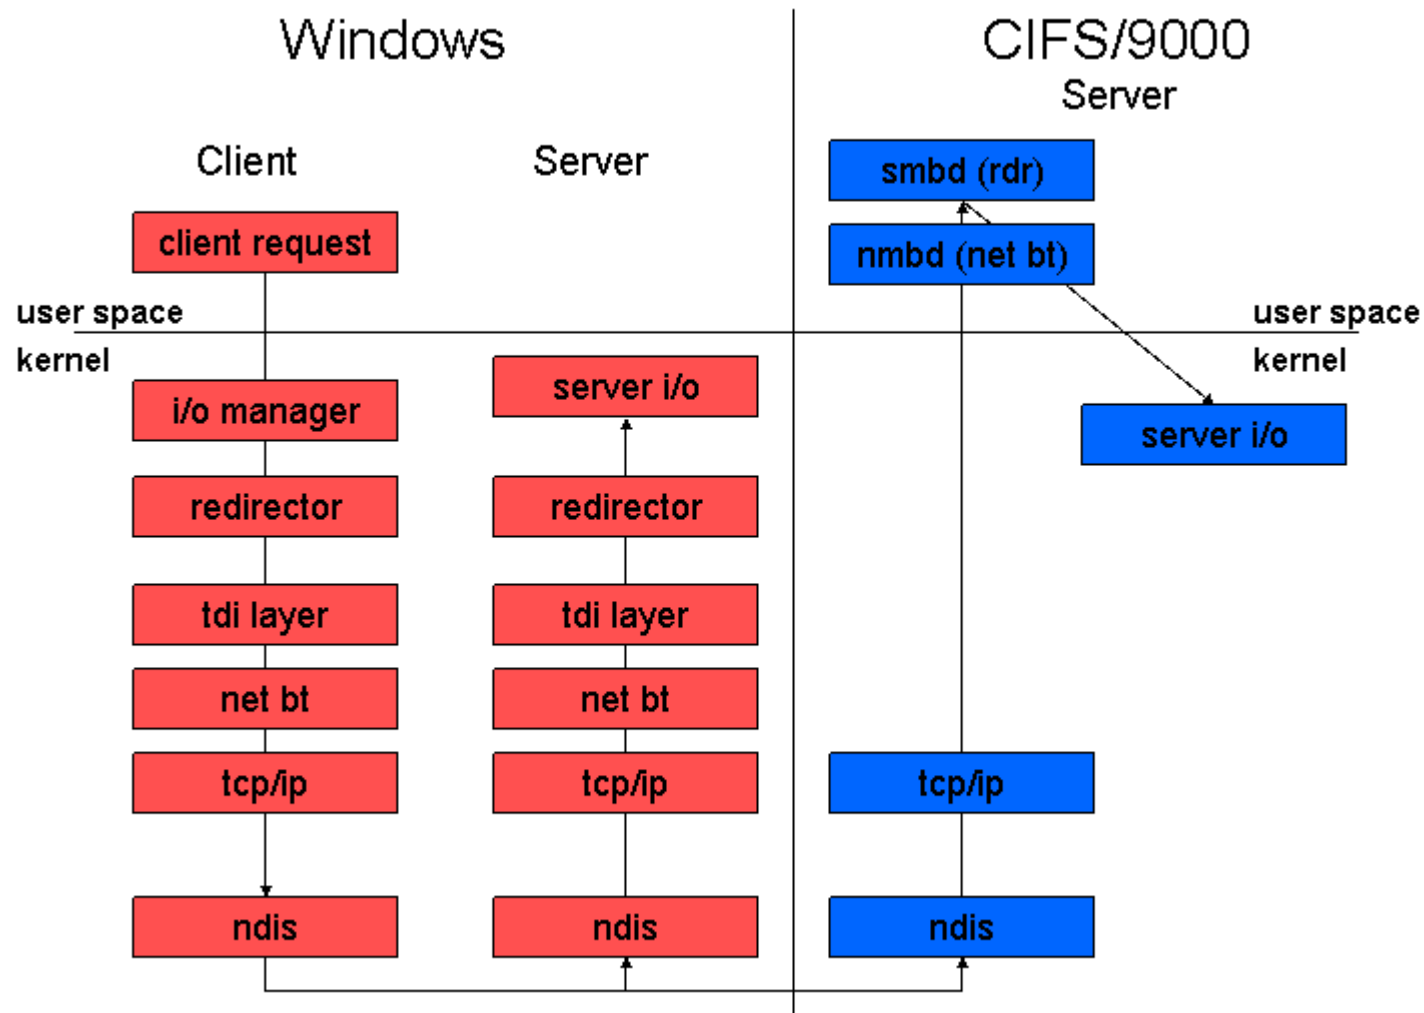 Windows
CIFS/9000
Server
Client
Server
smbd (rdr)
client request
nmbd (net bt)
user space
user space
kernel
kernel
server i/o
i/o manager
server i/o
redirector
redirector
tdi layer
tdi layer
net bt
net bt
tcp/ip
tcp/ip
tcp/ip
ndis
ndis
ndis